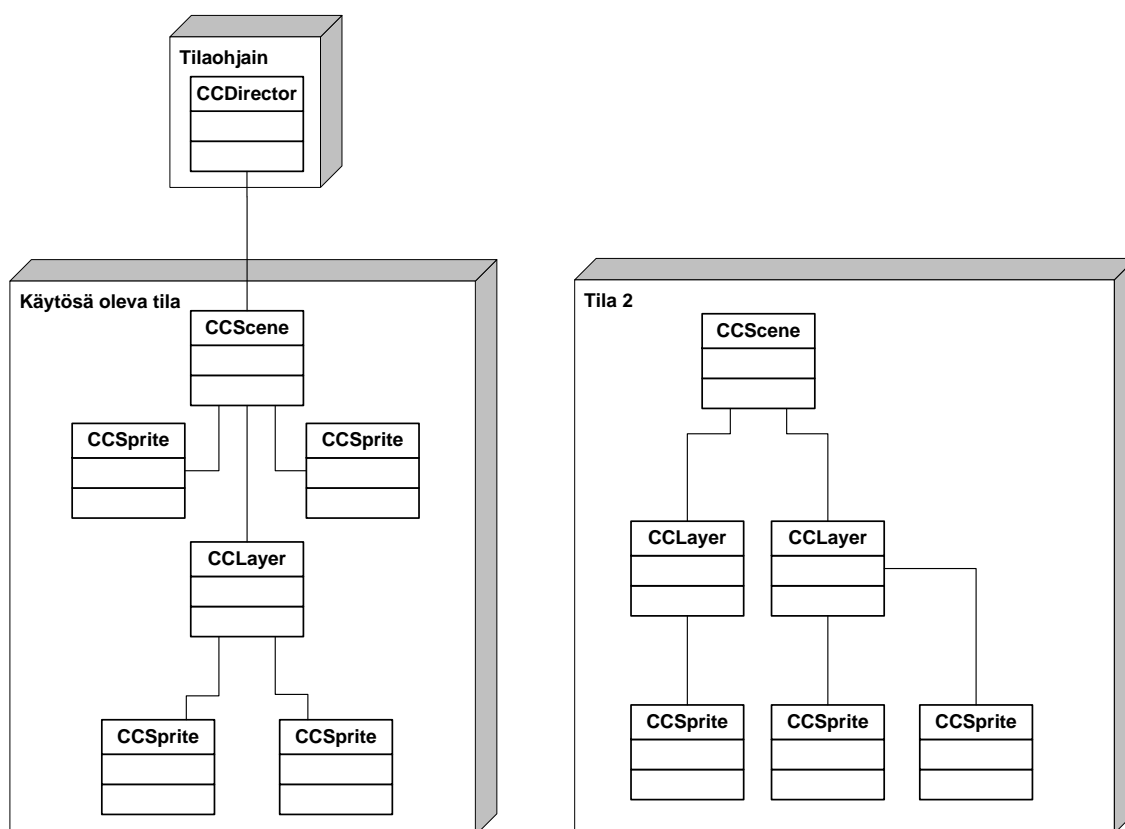 Tilaohjain
CCDirector
Käytösä oleva tila
CCScene
CCSprite
CCSprite
CCLayer
CCSprite
CCSprite
Tila 2
CCScene
CCLayer
CCLayer
CCSprite
CCSprite
CCSprite